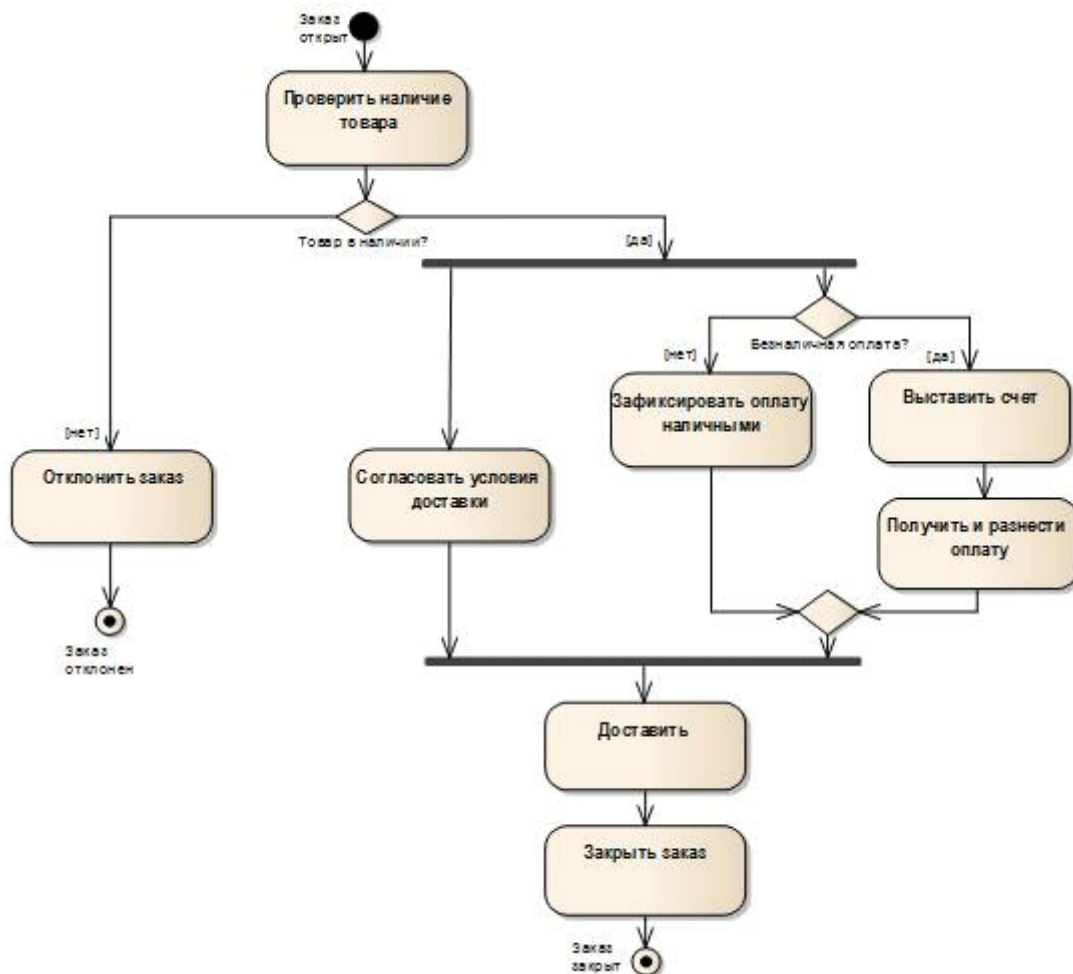 Заказ
открыт
Проверить наличие
товара
Товар в наличии?
[да]
Безналичная оплата?
[нет]
[да]
Зафиксировать оплату
наличными
Выставить счет
[нет]
Отклонить заказ
Согласовать условия
доставки
Получить и разнести
оплату
Заказ
отклонен
Доставить
Закрыть заказ
Заказ
закрыт